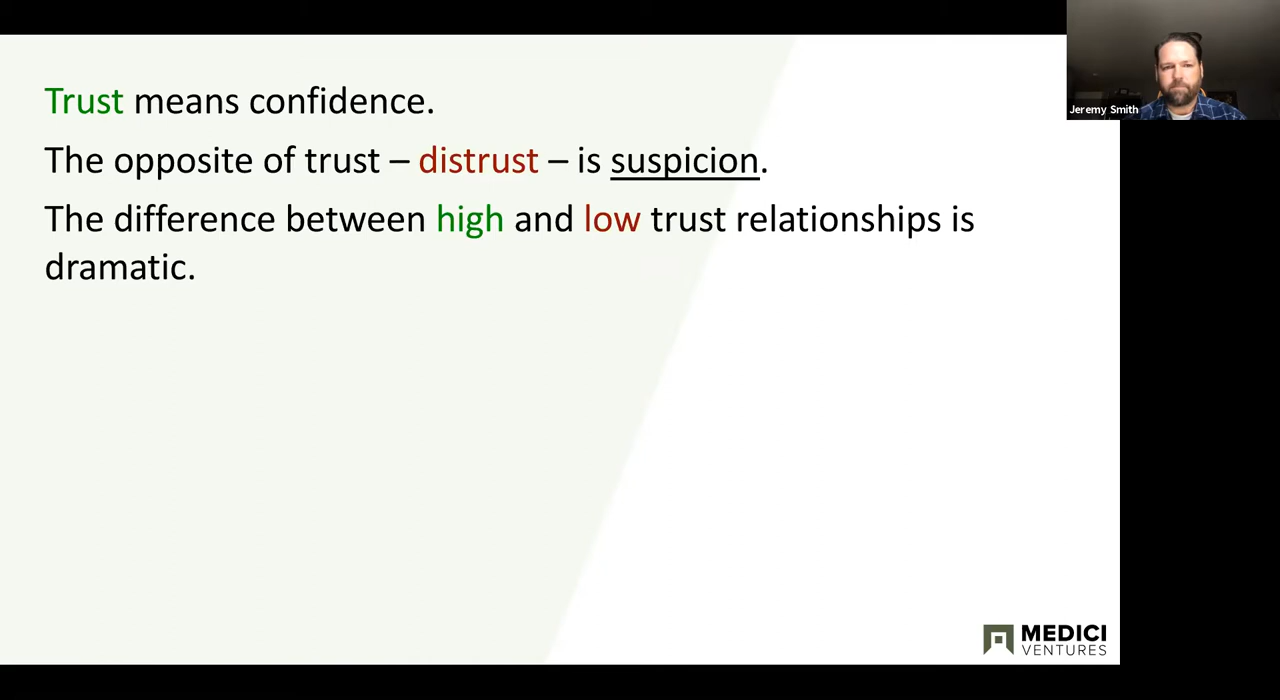 Trust means confidence.
The opposite of trust – distrust – is suspicion.
The difference between high and low trust relationships is
dramatic.
Jeremy Smith
MEDICI
VENTURES